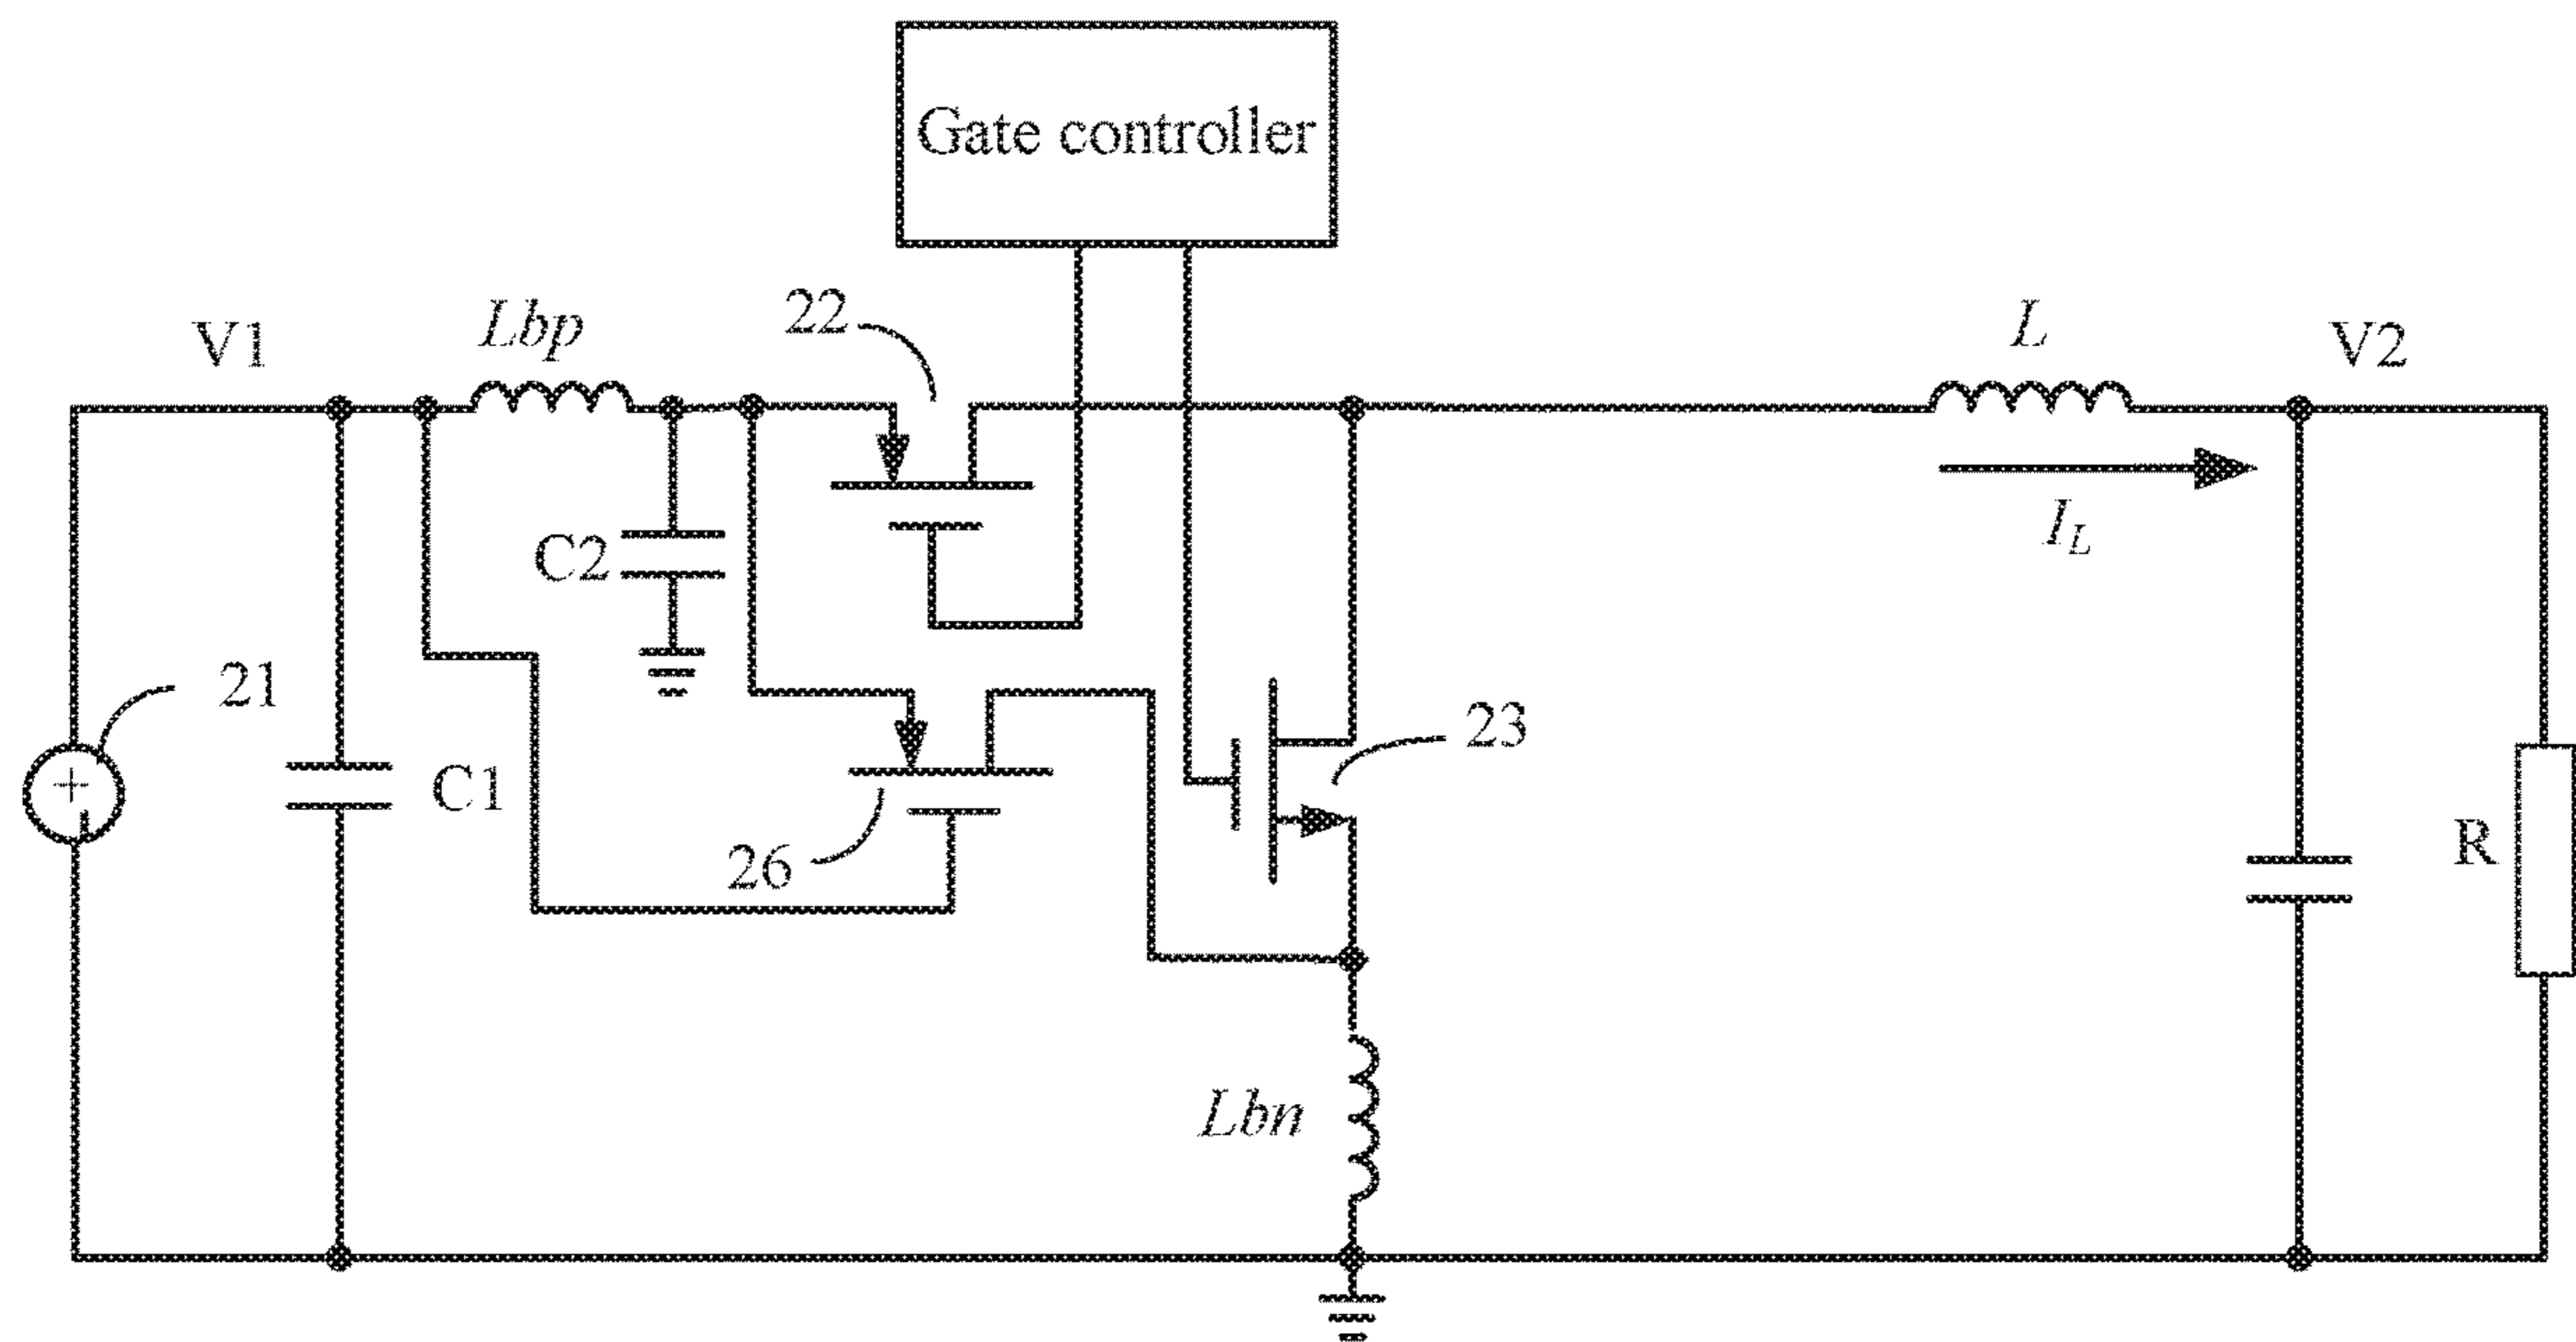 Gate controller
V1
Lbp
22
L
V2
I_L
C2
21
C1
26
23
R
Lbn